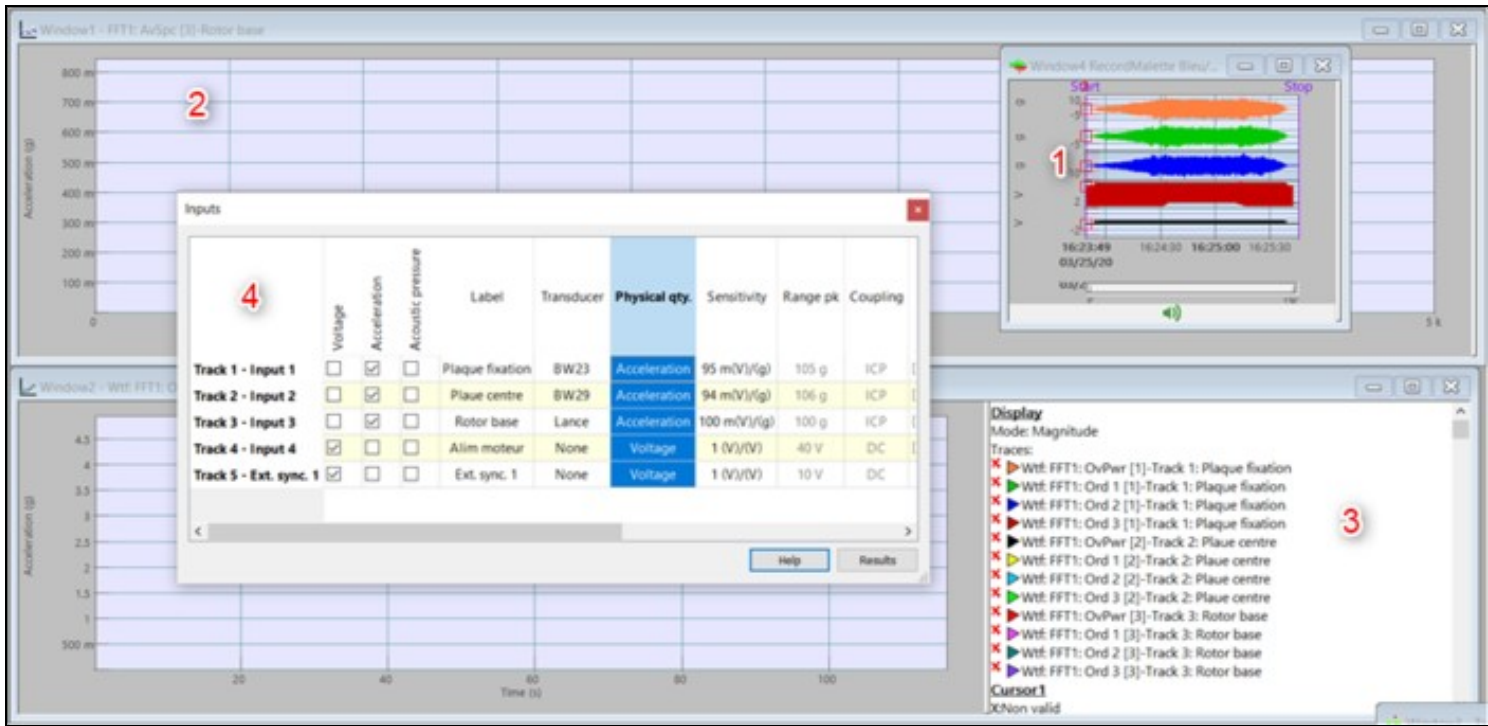 Window1 - FFT1: AvSpc [3]-Rotor base
800 m
700 m
600 m
500 m
400 m
300 m
200 m
100 m
0
5 k
Acceleration (g)
2
Window4 RecordMalette Bleu/...
Start Stop
1
16:23:49 16:24:30 16:25:00 16:25:30
03/25/20
Inputs
4
Voltage Acceleration Acoustic pressure Label Transducer Physical qty. Sensitivity Range pk Coupling
Track 1 - Input 1 Plaque fixation BW23 Acceleration 95 m(V)/(g) 105 g ICP
Track 2 - Input 2 Plaue centre BW29 Acceleration 94 m(V)/(g) 106 g ICP
Track 3 - Input 3 Rotor base Lance Acceleration 100 m(V)/(g) 100 g ICP
Track 4 - Input 4 Alim moteur None Voltage 1 (V)/(V) 40 V DC
Track 5 - Ext. sync. 1 Ext. sync. 1 None Voltage 1 (V)/(V) 10 V DC
Help Results
Window2 - Wtf: FFT1: O
4.5
4
3.5
3
2.5
2
1.5
1
500 m
Acceleration (g)
20 40 60 80 100
Time (s)
Display
Mode: Magnitude
Traces:
Wtf: FFT1: OvPwr [1]-Track 1: Plaque fixation
Wtf: FFT1: Ord 1 [1]-Track 1: Plaque fixation
Wtf: FFT1: Ord 2 [1]-Track 1: Plaque fixation
Wtf: FFT1: Ord 3 [1]-Track 1: Plaque fixation
Wtf: FFT1: OvPwr [2]-Track 2: Plaue centre
Wtf: FFT1: Ord 1 [2]-Track 2: Plaue centre
Wtf: FFT1: Ord 2 [2]-Track 2: Plaue centre
Wtf: FFT1: Ord 3 [2]-Track 2: Plaue centre
Wtf: FFT1: OvPwr [3]-Track 3: Rotor base
Wtf: FFT1: Ord 1 [3]-Track 3: Rotor base
Wtf: FFT1: Ord 2 [3]-Track 3: Rotor base
Wtf: FFT1: Ord 3 [3]-Track 3: Rotor base
3
Cursor1
X:Non valid